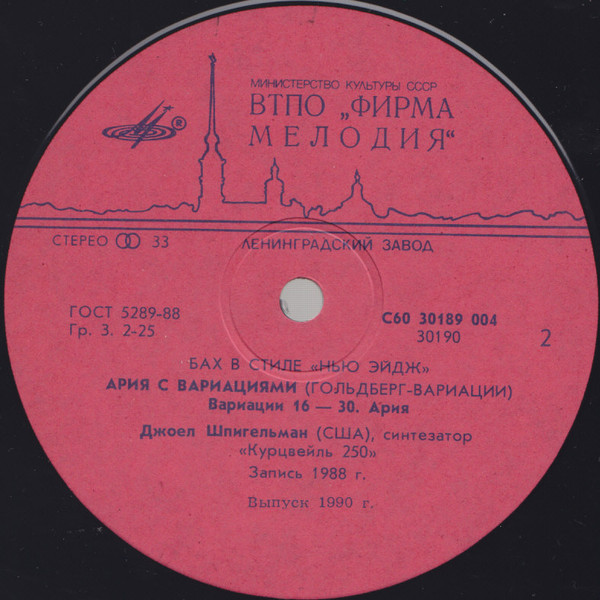 МИНИСТЕРСТВО КУЛЬТУРЫ СССР
ВТПО „ФИРМА
МЕЛОДИЯ“
®
СТЕРЕО 33
ЛЕНИНГРАДСКИЙ ЗАВОД
ГОСТ 5289-88
Гр. 3. 2-25
С60 30189 004
30190
2
БАХ В СТИЛЕ «НЬЮ ЭЙДЖ»
АРИЯ С ВАРИАЦИЯМИ (ГОЛЬДБЕРГ-ВАРИАЦИИ)
Вариации 16 — 30. Ария
Джоел Шпигельман (США), синтезатор
«Курцвейль 250»
Запись 1988 г.
Выпуск 1990 г.